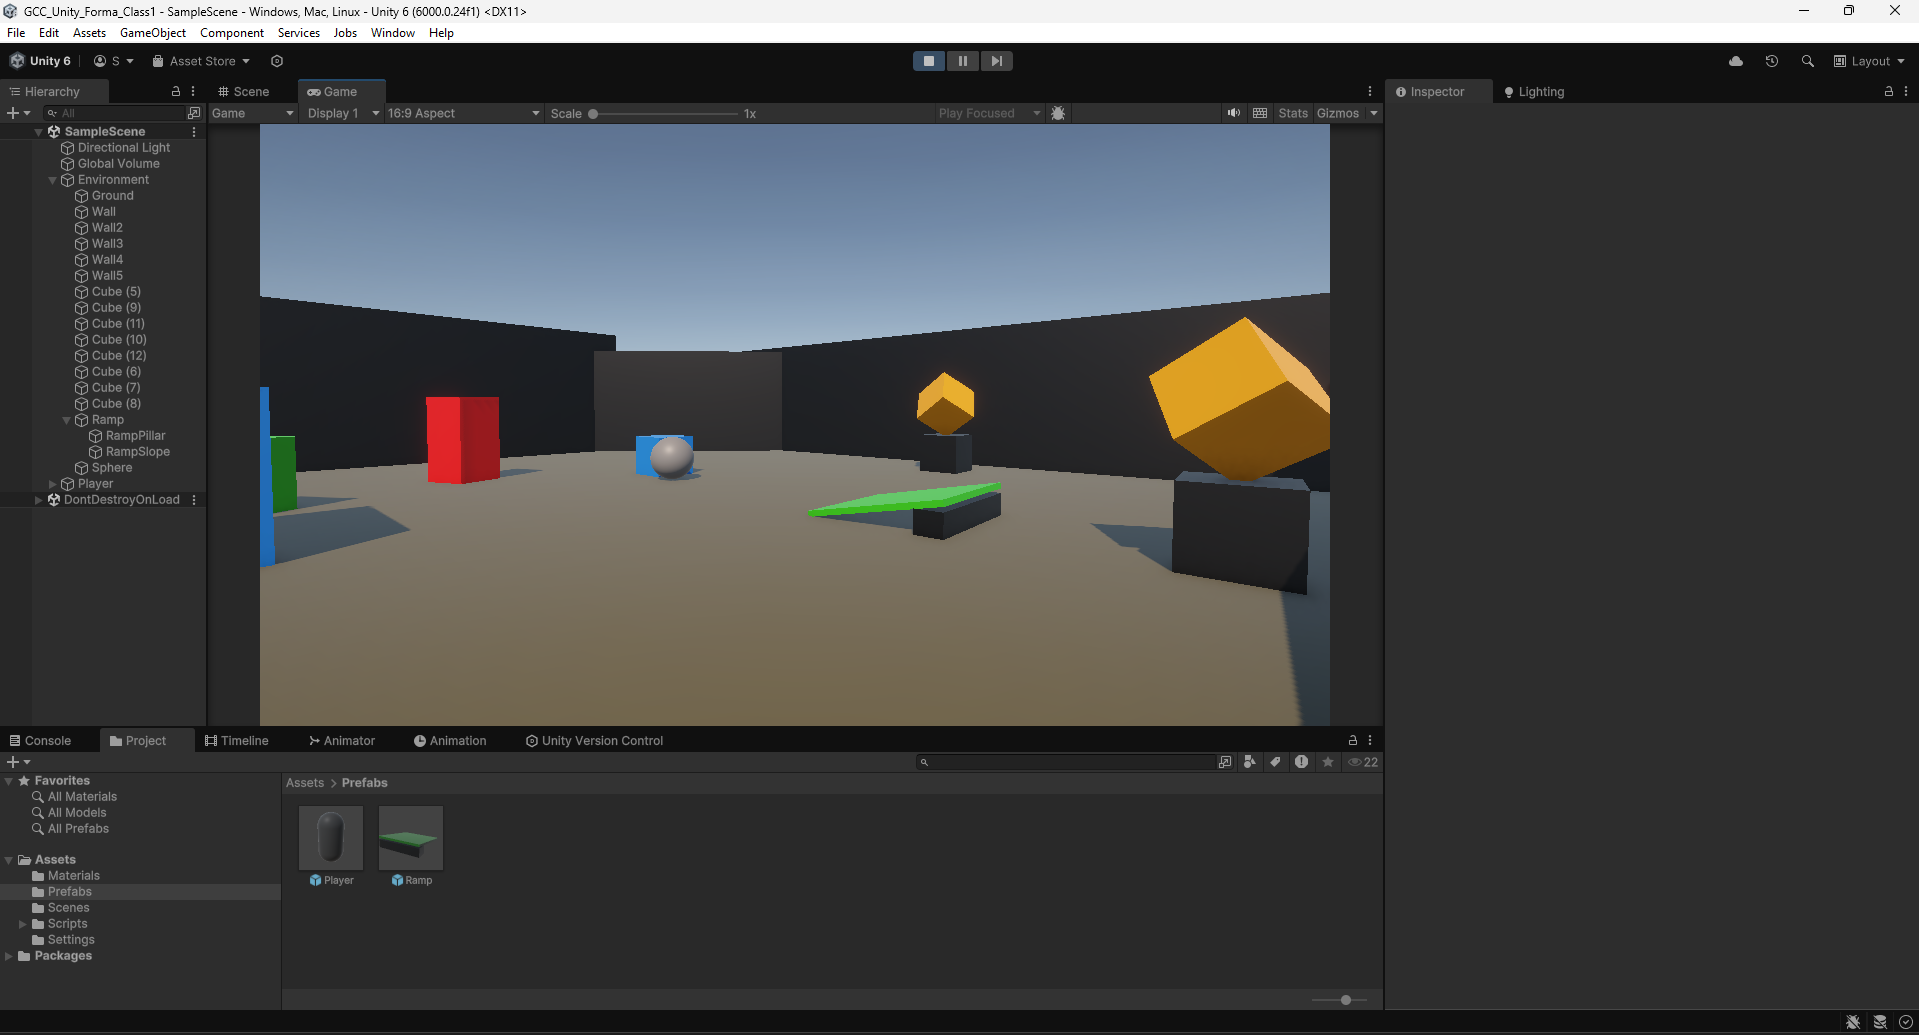 GCC_Unity_Forma_Class1 - SampleScene - Windows, Mac, Linux - Unity 6 (6000.0.24f1) <DX11>
File Edit Assets GameObject Component Services Jobs Window Help
Unity 6 S Asset Store Layout
Hierarchy Scene Game Inspector Lighting
All Game Display 1 16:9 Aspect Scale 1x Play Focused Stats Gizmos
SampleScene
Directional Light
Global Volume
Environment
Ground
Wall
Wall2
Wall3
Wall4
Wall5
Cube (5)
Cube (9)
Cube (11)
Cube (10)
Cube (12)
Cube (6)
Cube (7)
Cube (8)
Ramp
RampPillar
RampSlope
Sphere
Player
DontDestroyOnLoad
Console Project Timeline Animator Animation Unity Version Control
22
Favorites
All Materials
All Models
All Prefabs
Assets
Materials
Prefabs
Scenes
Scripts
Settings
Packages
Assets > Prefabs
Player Ramp